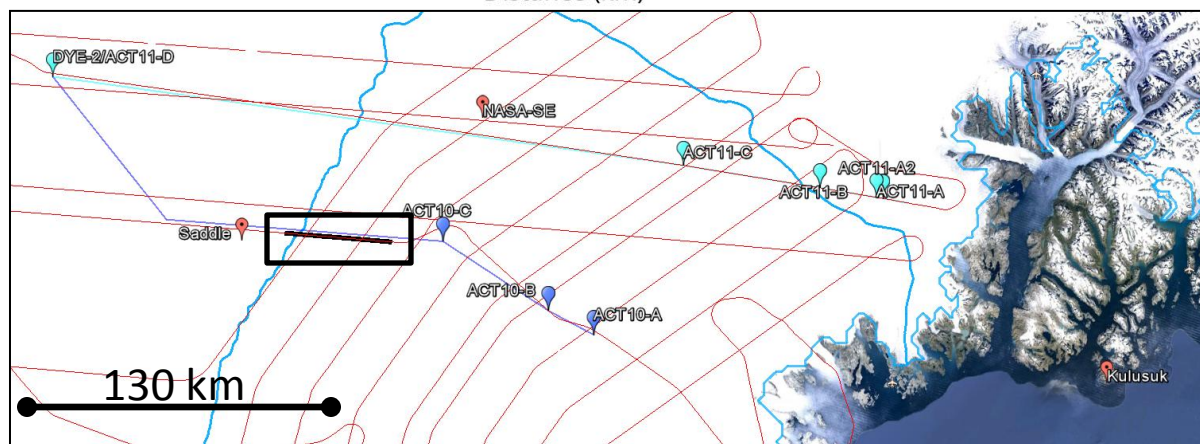 DYE-2/ACT11-D
NASA-SE
ACT11-C
ACT11-A2
ACT11-B
ACT11-A
ACT10-C
Saddle
ACT10-B
ACT10-A
130 km
Kulusuk